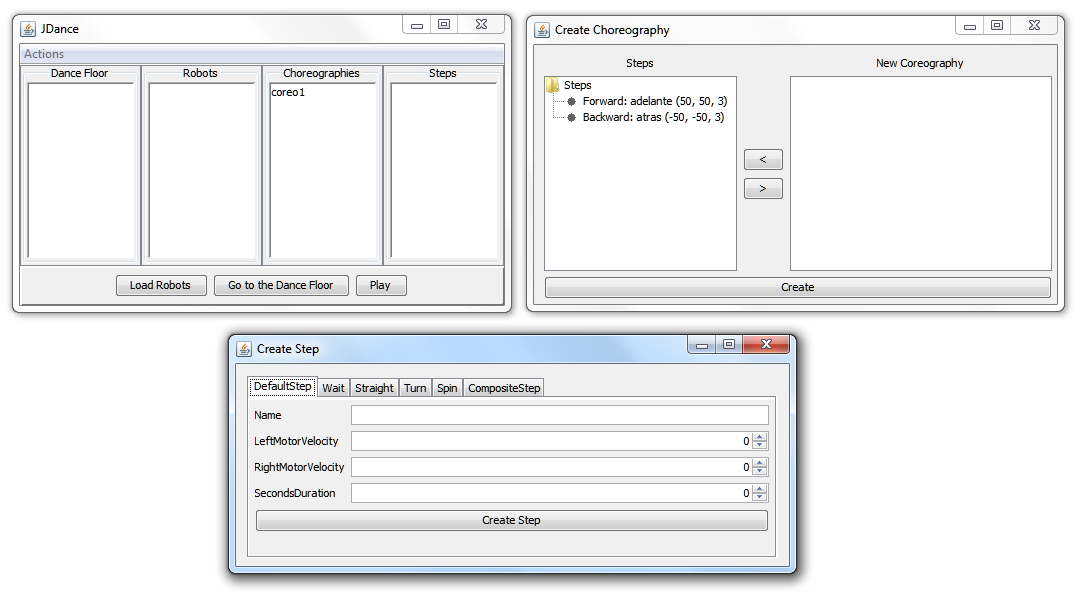 JDance
Actions
Dance Floor
Robots
Choreographies
Steps
coreo1
Load Robots
Go to the Dance Floor
Play
Create Choreography
Steps
New Coreography
Steps
Forward: adelante (50, 50, 3)
Backward: atras (-50, -50, 3)
<
>
Create
Create Step
DefaultStep Wait Straight Turn Spin CompositeStep
Name
LeftMotorVelocity 0
RightMotorVelocity 0
SecondsDuration 0
Create Step